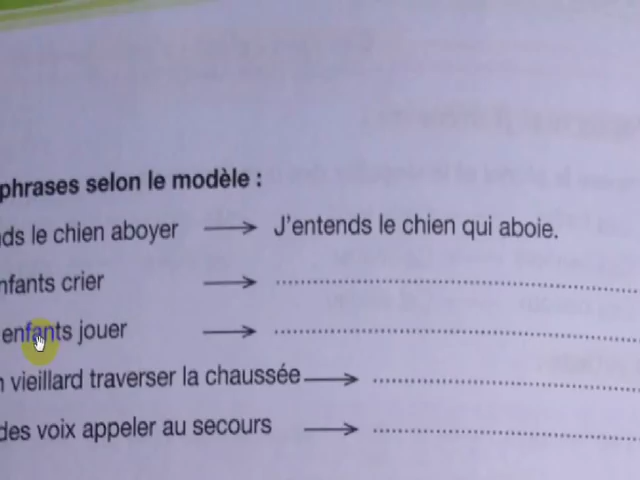 phrases selon le modèle :
ds le chien aboyer → J'entends le chien qui aboie.
nfants crier → ..............................
enfants jouer → ..............................
n vieillard traverser la chaussée → ..............................
des voix appeler au secours → ..............................